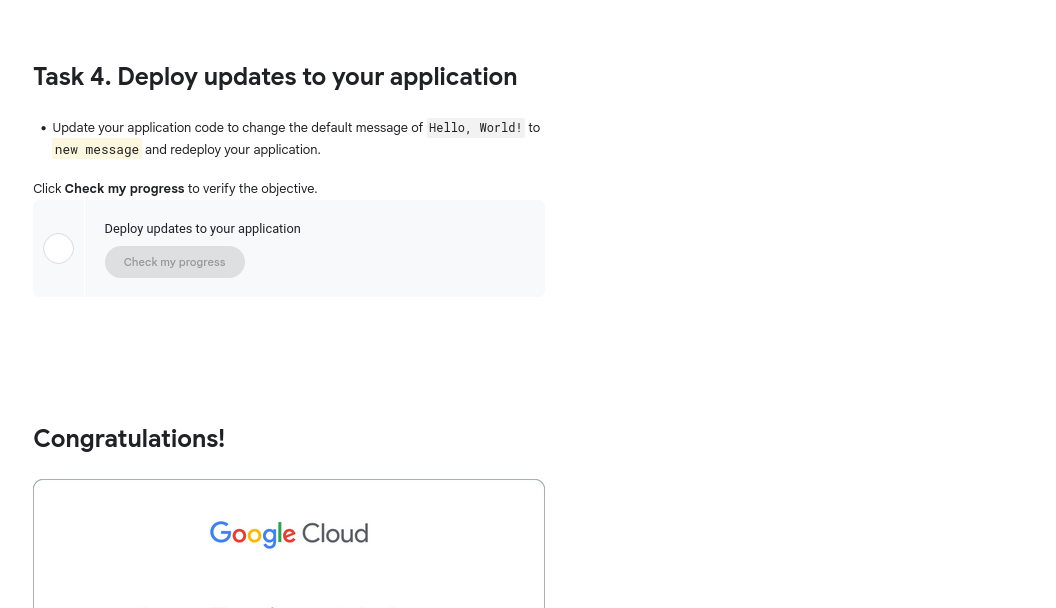 Task 4. Deploy updates to your application
• Update your application code to change the default message of Hello, World! to
new message and redeploy your application.
Click Check my progress to verify the objective.
Deploy updates to your application
Check my progress
Congratulations!
Google Cloud